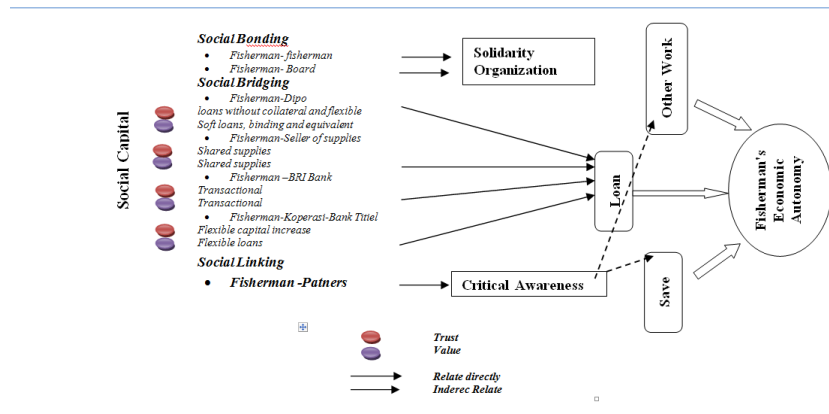 Social Capital
Social Bonding
Fisherman-fisherman
Fisherman- Board
Social Bridging
Fisherman-Dipo
loans without collateral and flexible
Soft loans, binding and equivalent
Fisherman-Seller of supplies
Shared supplies
Shared supplies
Fisherman –BRI Bank
Transactional
Transactional
Fisherman-Koperasi-Bank Titiel
Flexible capital increase
Flexible loans
Social Linking
Fisherman -Patners
Solidarity
Organization
Critical Awareness
Loan
Other Work
Save
Fisherman's
Economic
Autonomy
Trust
Value
Relate directly
Inderec Relate